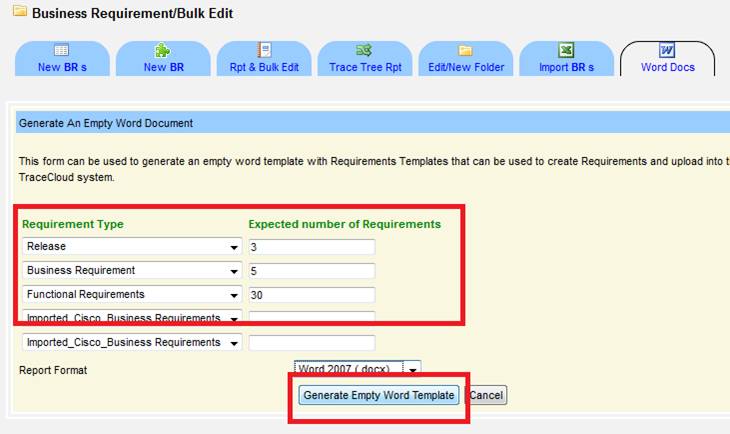 Business Requirement/Bulk Edit
New BR s New BR Rpt & Bulk Edit Trace Tree Rpt Edit/New Folder Import BR s Word Docs
Generate An Empty Word Document
This form can be used to generate an empty word template with Requirements Templates that can be used to create Requirements and upload into
TraceCloud system.
Requirement Type Expected number of Requirements
Release 3
Business Requirement 5
Functional Requirements 30
Imported_Cisco_Business Requirements
Imported_Cisco_Business Requirements
Report Format Word 2007 (.docx)
Generate Empty Word Template Cancel